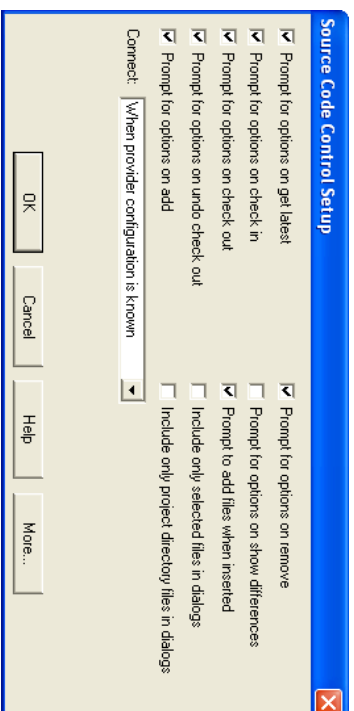 Source Code Control Setup
Prompt for options on get latest
Prompt for options on check in
Prompt for options on check out
Prompt for options on undo check out
Prompt for options on add
Prompt for options on remove
Prompt for options on show differences
Prompt to add files when inserted
Include only selected files in dialogs
Include only project directory files in dialogs
Connect: When provider configuration is known
OK Cancel Help More...